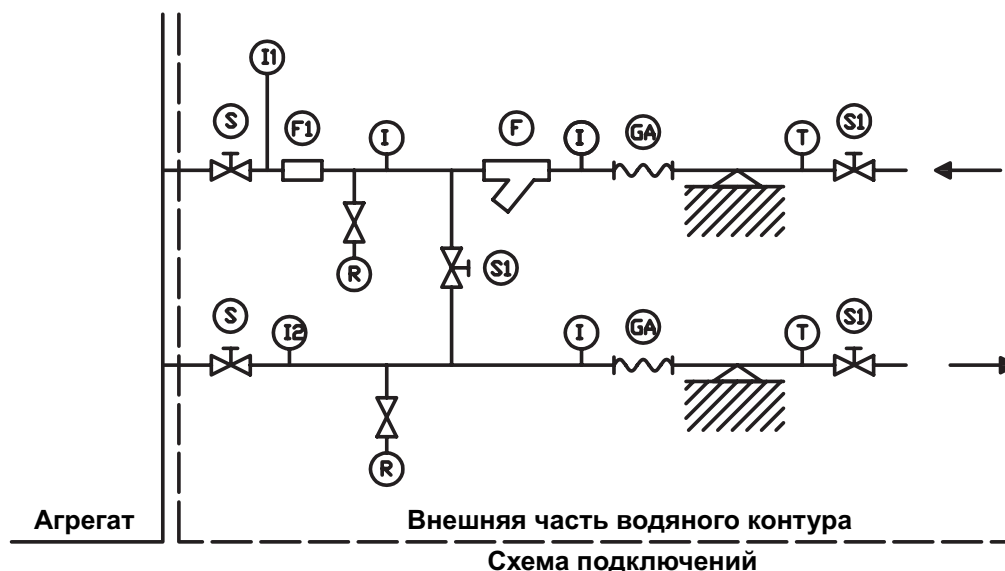 I1
S F1 I F I GA T S1
R S1
S I2 I GA T S1
R
Агрегат Внешняя часть водяного контура
Схема подключений